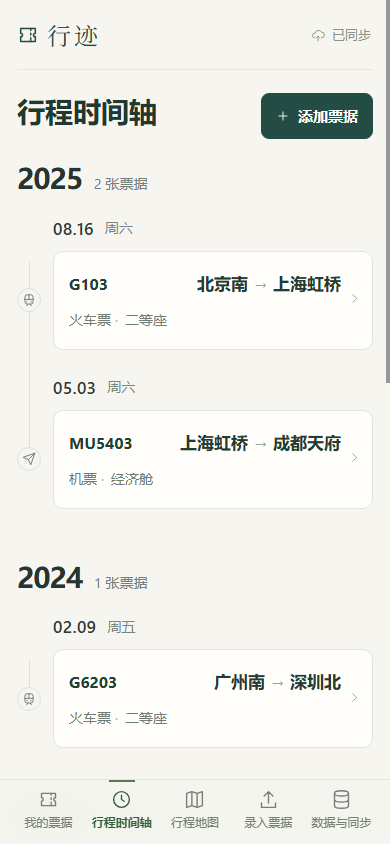 行迹 已同步
行程时间轴 + 添加票据
2025 2 张票据
08.16 周六
G103 北京南 → 上海虹桥
火车票 · 二等座
05.03 周六
MU5403 上海虹桥 → 成都天府
机票 · 经济舱
2024 1 张票据
02.09 周五
G6203 广州南 → 深圳北
火车票 · 二等座
我的票据 行程时间轴 行程地图 录入票据 数据与同步